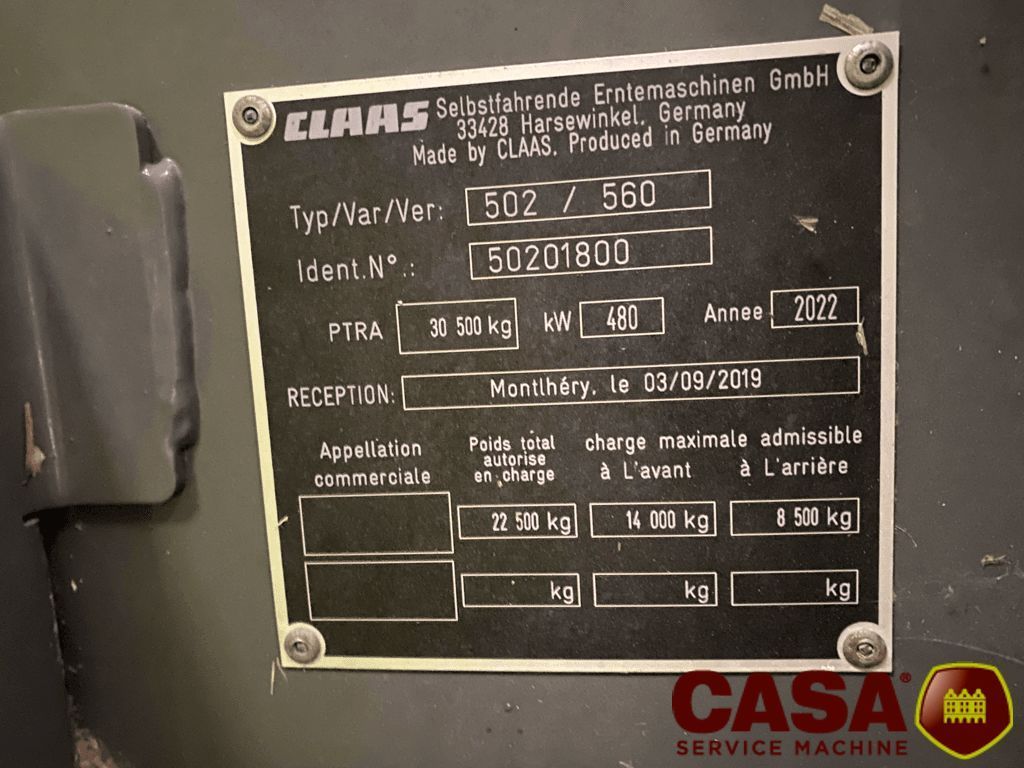 CLAAS Selbstfahrende Erntemaschinen GmbH
33428 Harsewinkel, Germany
Made by CLAAS. Produced in Germany
Typ/Var/Ver: 502 / 560
Ident.N°.: 50201800
PTRA 30 500 kg kW 480 Annee 2022
RECEPTION: Montlhéry, le 03/09/2019
Appellation commerciale
Poids total autorise en charge
charge maximale admissible
à L'avant à L'arrière
22 500 kg 14 000 kg 8 500 kg
kg kg kg
CASA®
SERVICE MACHINE